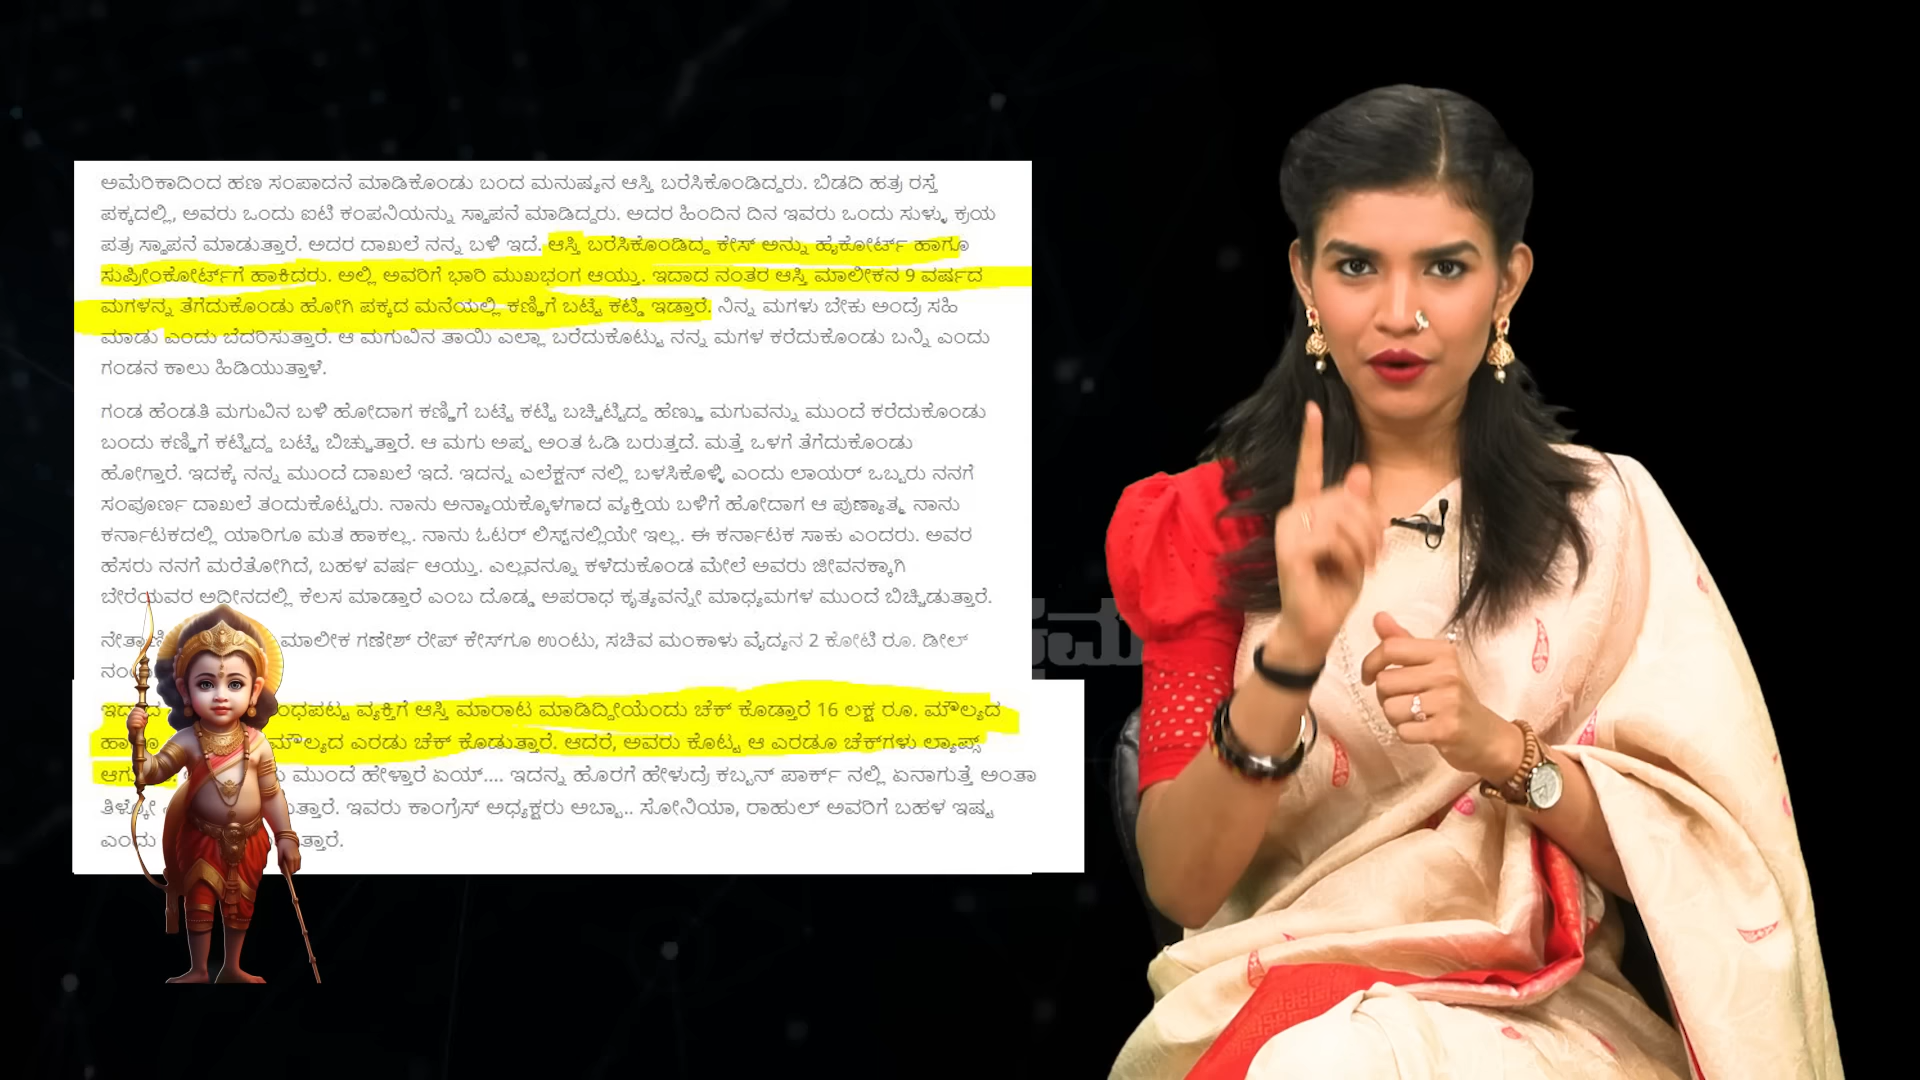 ಅಮೆರಿಕಾದಿಂದ ಹಣ ಸಂಪಾದನೆ ಮಾಡಿಕೊಂಡು ಬಂದ ಮನುಷ್ಯನ ಆಸ್ತಿ ಬರೆಸಿಕೊಂಡಿದ್ದರು. ಬಿಡದಿ ಹತ್ರ ರಸ್ತೆ
ಪಕ್ಕದಲ್ಲಿ, ಅವರು ಒಂದು ಐಟಿ ಕಂಪನಿಯನ್ನು ಸ್ಥಾಪನೆ ಮಾಡಿದ್ದರು. ಅದರ ಹಿಂದಿನ ದಿನ ಇವರು ಒಂದು ಸುಳ್ಳು ಕ್ರಯ
ಪತ್ರ ಸ್ಥಾಪನೆ ಮಾಡುತ್ತಾರೆ. ಅದರ ದಾಖಲೆ ನನ್ನ ಬಳಿ ಇದೆ. ಆಸ್ತಿ ಬರೆಸಿಕೊಂಡಿದ್ದ ಕೇಸ್ ಅನ್ನು ಹೈಕೋರ್ಟ್ ಹಾಗೂ
ಸುಪ್ರೀಂಕೋರ್ಟ್‌ಗೆ ಹಾಕಿದರು. ಅಲ್ಲಿ ಅವರಿಗೆ ಭಾರಿ ಮುಖಭಂಗ ಆಯ್ತು. ಇದಾದ ನಂತರ ಆಸ್ತಿ ಮಾಲೀಕನ 9 ವರ್ಷದ
ಮಗಳನ್ನ ತೆಗೆದುಕೊಂಡು ಹೋಗಿ ಪಕ್ಕದ ಮನೆಯಲ್ಲಿ ಕಣ್ಣಿಗೆ ಬಟ್ಟೆ ಕಟ್ಟಿ ಇಡ್ತಾರೆ. ನಿನ್ನ ಮಗಳು ಬೇಕು ಅಂದ್ರೆ ಸಹಿ
ಮಾಡು ಎಂದು ಬೆದರಿಸುತ್ತಾರೆ. ಆ ಮಗುವಿನ ತಾಯಿ ಎಲ್ಲಾ ಬರೆದುಕೊಟ್ಟು ನನ್ನ ಮಗಳ ಕರೆದುಕೊಂಡು ಬನ್ನಿ ಎಂದು
ಗಂಡನ ಕಾಲು ಹಿಡಿಯುತ್ತಾಳೆ.
ಗಂಡ ಹೆಂಡತಿ ಮಗುವಿನ ಬಳಿ ಹೋದಾಗ ಕಣ್ಣಿಗೆ ಬಟ್ಟೆ ಕಟ್ಟಿ ಬಚ್ಚಿಟ್ಟಿದ್ದ ಹೆಣ್ಣು ಮಗುವನ್ನು ಮುಂದೆ ಕರೆದುಕೊಂಡು
ಬಂದು ಕಣ್ಣಿಗೆ ಕಟ್ಟಿದ್ದ ಬಟ್ಟೆ ಬಿಚ್ಚುತ್ತಾರೆ. ಆ ಮಗು ಅಪ್ಪ ಅಂತ ಓಡಿ ಬರುತ್ತದೆ. ಮತ್ತೆ ಒಳಗೆ ತೆಗೆದುಕೊಂಡು
ಹೋಗ್ತಾರೆ. ಇದಕ್ಕೆ ನನ್ನ ಮುಂದೆ ದಾಖಲೆ ಇದೆ. ಇದನ್ನ ಎಲೆಕ್ಷನ್ ನಲ್ಲಿ ಬಳಸಿಕೊಳ್ಳಿ ಎಂದು ಲಾಯರ್ ಒಬ್ಬರು ನನಗೆ
ಸಂಪೂರ್ಣ ದಾಖಲೆ ತಂದುಕೊಟ್ಟರು. ನಾನು ಅನ್ಯಾಯಕ್ಕೊಳಗಾದ ವ್ಯಕ್ತಿಯ ಬಳಿಗೆ ಹೋದಾಗ ಆ ಪುಣ್ಯಾತ್ಮ ನಾನು
ಕರ್ನಾಟಕದಲ್ಲಿ ಯಾರಿಗೂ ಮತ ಹಾಕಲ್ಲ. ನಾನು ಓಟರ್ ಲಿಸ್ಟ್‌ನಲ್ಲಿಯೇ ಇಲ್ಲ. ಈ ಕರ್ನಾಟಕ ಸಾಕು ಎಂದರು. ಅವರ
ಹೆಸರು ನನಗೆ ಮರೆತೋಗಿದೆ, ಬಹಳ ವರ್ಷ ಆಯ್ತು. ಎಲ್ಲವನ್ನೂ ಕಳೆದುಕೊಂಡ ಮೇಲೆ ಅವರು ಜೀವನಕ್ಕಾಗಿ
ಬೇರೆಯವರ ಅಧೀನದಲ್ಲಿ ಕೆಲಸ ಮಾಡ್ತಾರೆ ಎಂಬ ದೊಡ್ಡ ಅಪರಾಧ ಕೃತ್ಯವನ್ನೇ ಮಾಧ್ಯಮಗಳ ಮುಂದೆ ಬಿಚ್ಚಿಡುತ್ತಾರೆ.
ಮಾಲೀಕ ಗಣೇಶ್ ರೇಪ್ ಕೇಸ್‌ಗೂ ಉಂಟು, ಸಚಿವ ಮಂಕಾಳು ವೈದ್ಯನ 2 ಕೋಟಿ ರೂ. ಡೀಲ್
ವ್ಯಕ್ತಿಗೆ ಆಸ್ತಿ ಮಾರಾಟ ಮಾಡಿದ್ದೀಯೆಂದು ಚೆಕ್ ಕೊಡ್ತಾರೆ 16 ಲಕ್ಷ ರೂ. ಮೌಲ್ಯದ
ಮೌಲ್ಯದ ಎರಡು ಚೆಕ್ ಕೊಡುತ್ತಾರೆ. ಆದರೆ, ಅವರು ಕೊಟ್ಟ ಆ ಎರಡೂ ಚೆಕ್‌ಗಳು ಲ್ಯಾಪ್ಸ್
ಮುಂದೆ ಹೇಳ್ತಾರೆ ಏಯ್.... ಇದನ್ನ ಹೊರಗೆ ಹೇಳುದ್ರೆ ಕಬ್ಬನ್ ಪಾರ್ಕ್ ನಲ್ಲಿ ಏನಾಗುತ್ತೆ ಅಂತಾ
ಇವರು ಕಾಂಗ್ರೆಸ್ ಅಧ್ಯಕ್ಷರು ಅಬ್ಬಾ.. ಸೋನಿಯಾ, ರಾಹುಲ್ ಅವರಿಗೆ ಬಹಳ ಇಷ್ಟ
ಎಂದು